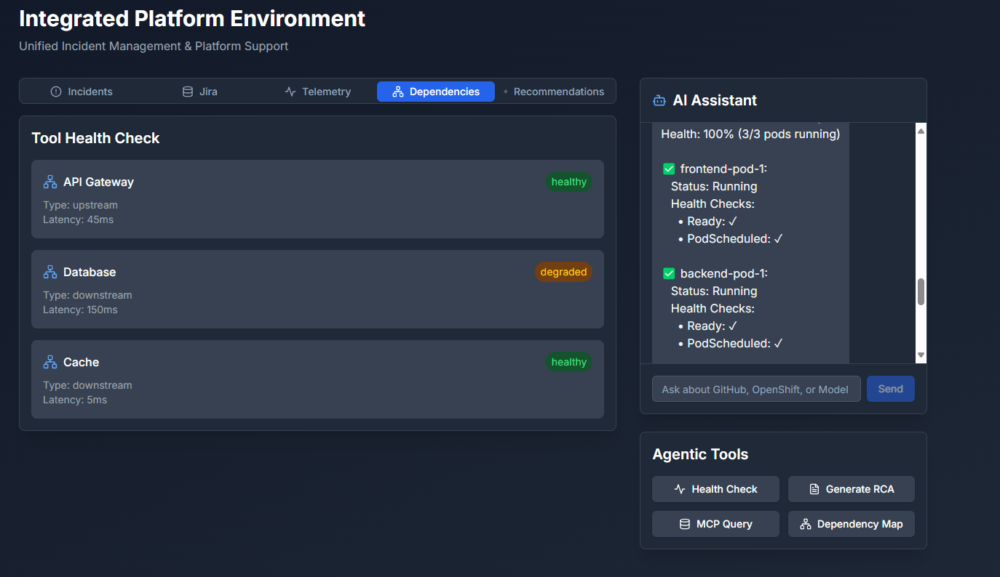 Integrated Platform Environment
Unified Incident Management & Platform Support
Incidents
Jira
Telemetry
Dependencies
Recommendations
Tool Health Check
API Gateway
healthy
Type: upstream
Latency: 45ms
Database
degraded
Type: downstream
Latency: 150ms
Cache
healthy
Type: downstream
Latency: 5ms
AI Assistant
Health: 100% (3/3 pods running)
✅ frontend-pod-1:
Status: Running
Health Checks:
• Ready: ✓
• PodScheduled: ✓
✅ backend-pod-1:
Status: Running
Health Checks:
• Ready: ✓
• PodScheduled: ✓
Ask about GitHub, OpenShift, or Model
Send
Agentic Tools
Health Check
Generate RCA
MCP Query
Dependency Map